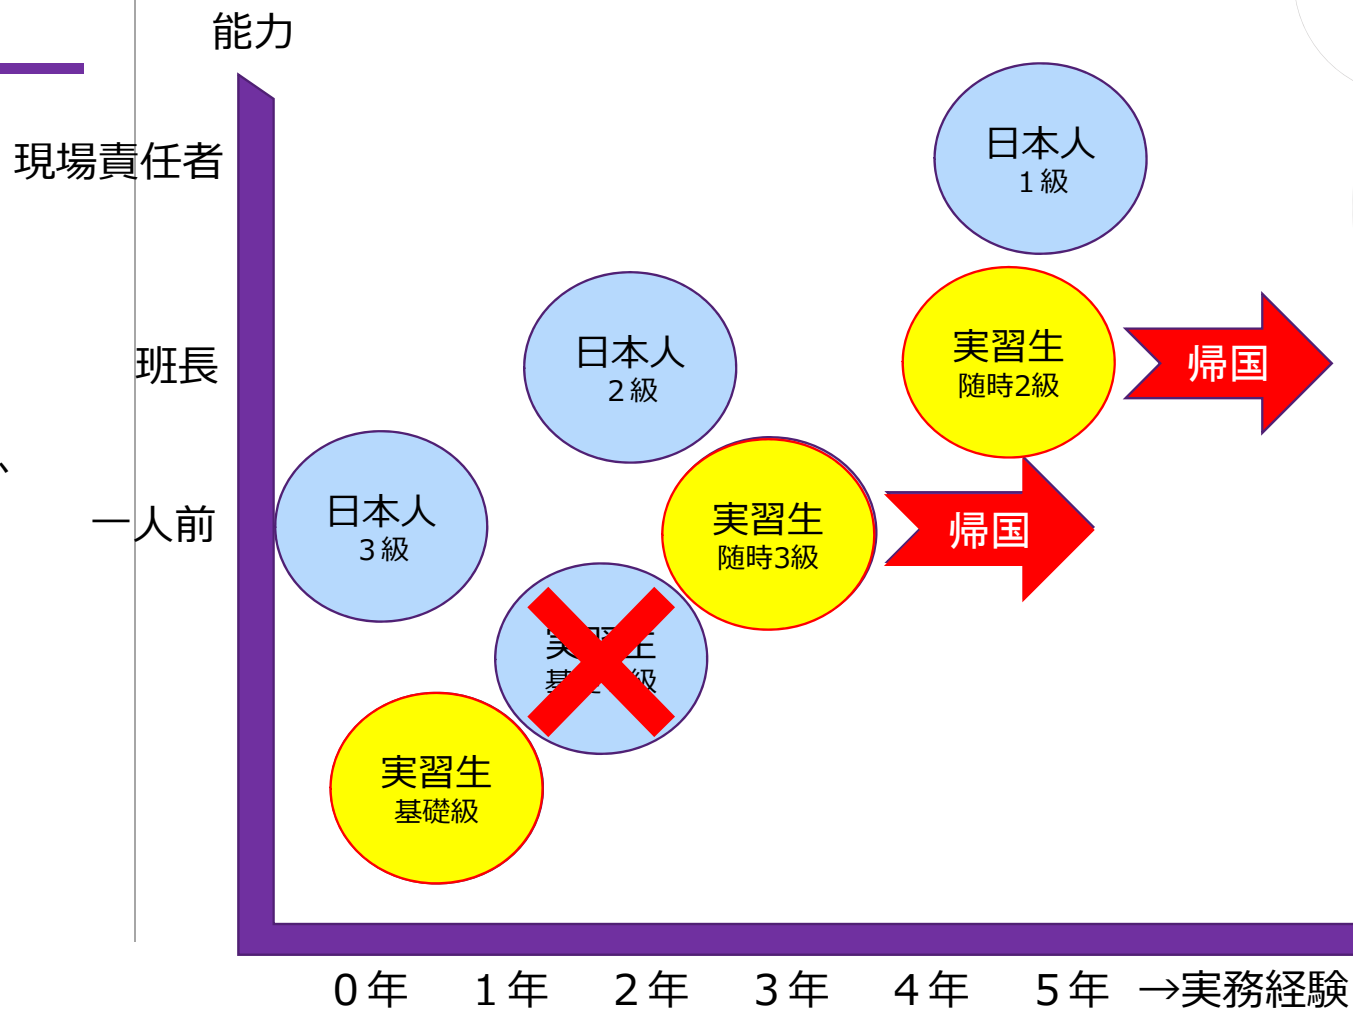 能力
現場責任者
日本人
1級
班長
日本人
2級
実習生
随時2級
帰国
、
一人前
日本人
3級
実習生
随時3級
帰国
実習生
基礎級
0年 1年 2年 3年 4年 5年 →実務経験